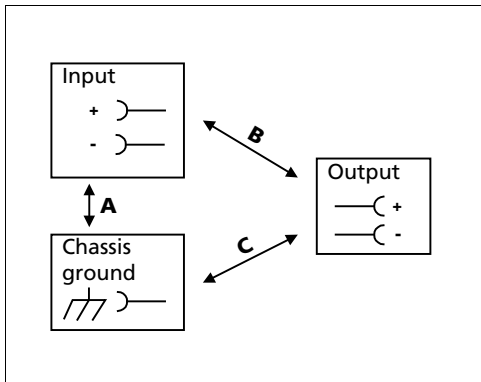 Input
+
-
A
B
Output
+
-
C
Chassis
ground